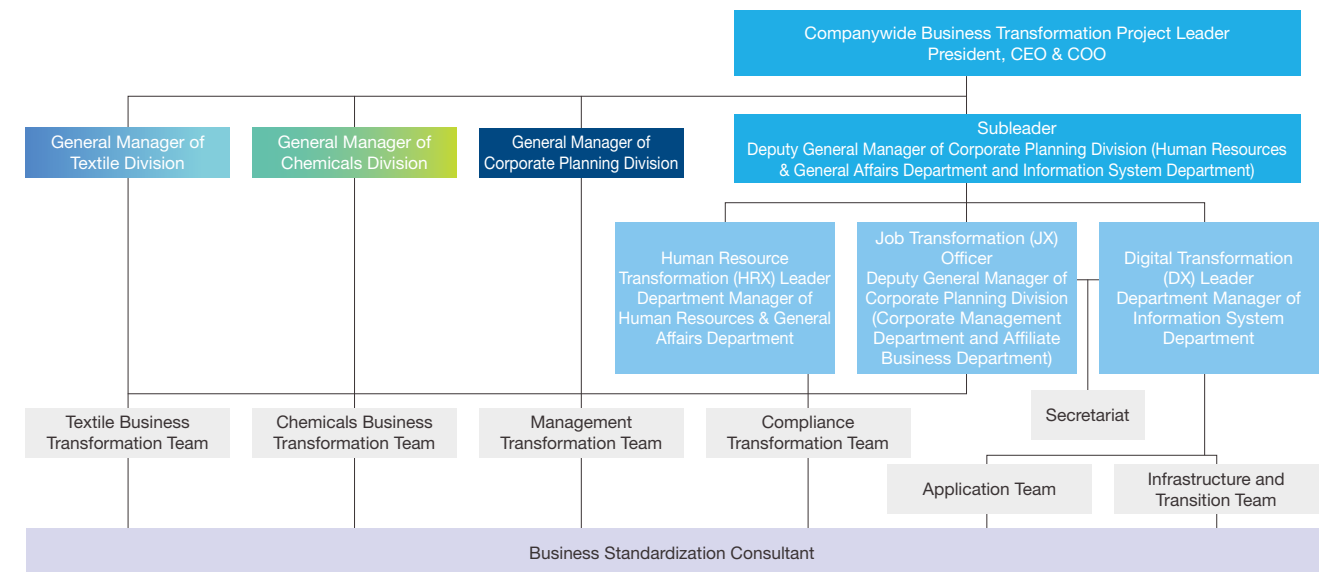 Companywide Business Transformation Project Leader
President, CEO & COO
General Manager of
Textile Division
General Manager of
Chemicals Division
General Manager of
Corporate Planning Division
Subleader
Deputy General Manager of Corporate Planning Division (Human Resources
& General Affairs Department and Information System Department)
Human Resource
Transformation (HRX) Leader
Department Manager of
Human Resources & General
Affairs Department
Job Transformation (JX)
Officer
Deputy General Manager of
Corporate Planning Division
(Corporate Management
Department and Affiliate
Business Department)
Digital Transformation
(DX) Leader
Department Manager of
Information System
Department
Textile Business
Transformation Team
Chemicals Business
Transformation Team
Management
Transformation Team
Compliance
Transformation Team
Secretariat
Application Team
Infrastructure and
Transition Team
Business Standardization Consultant